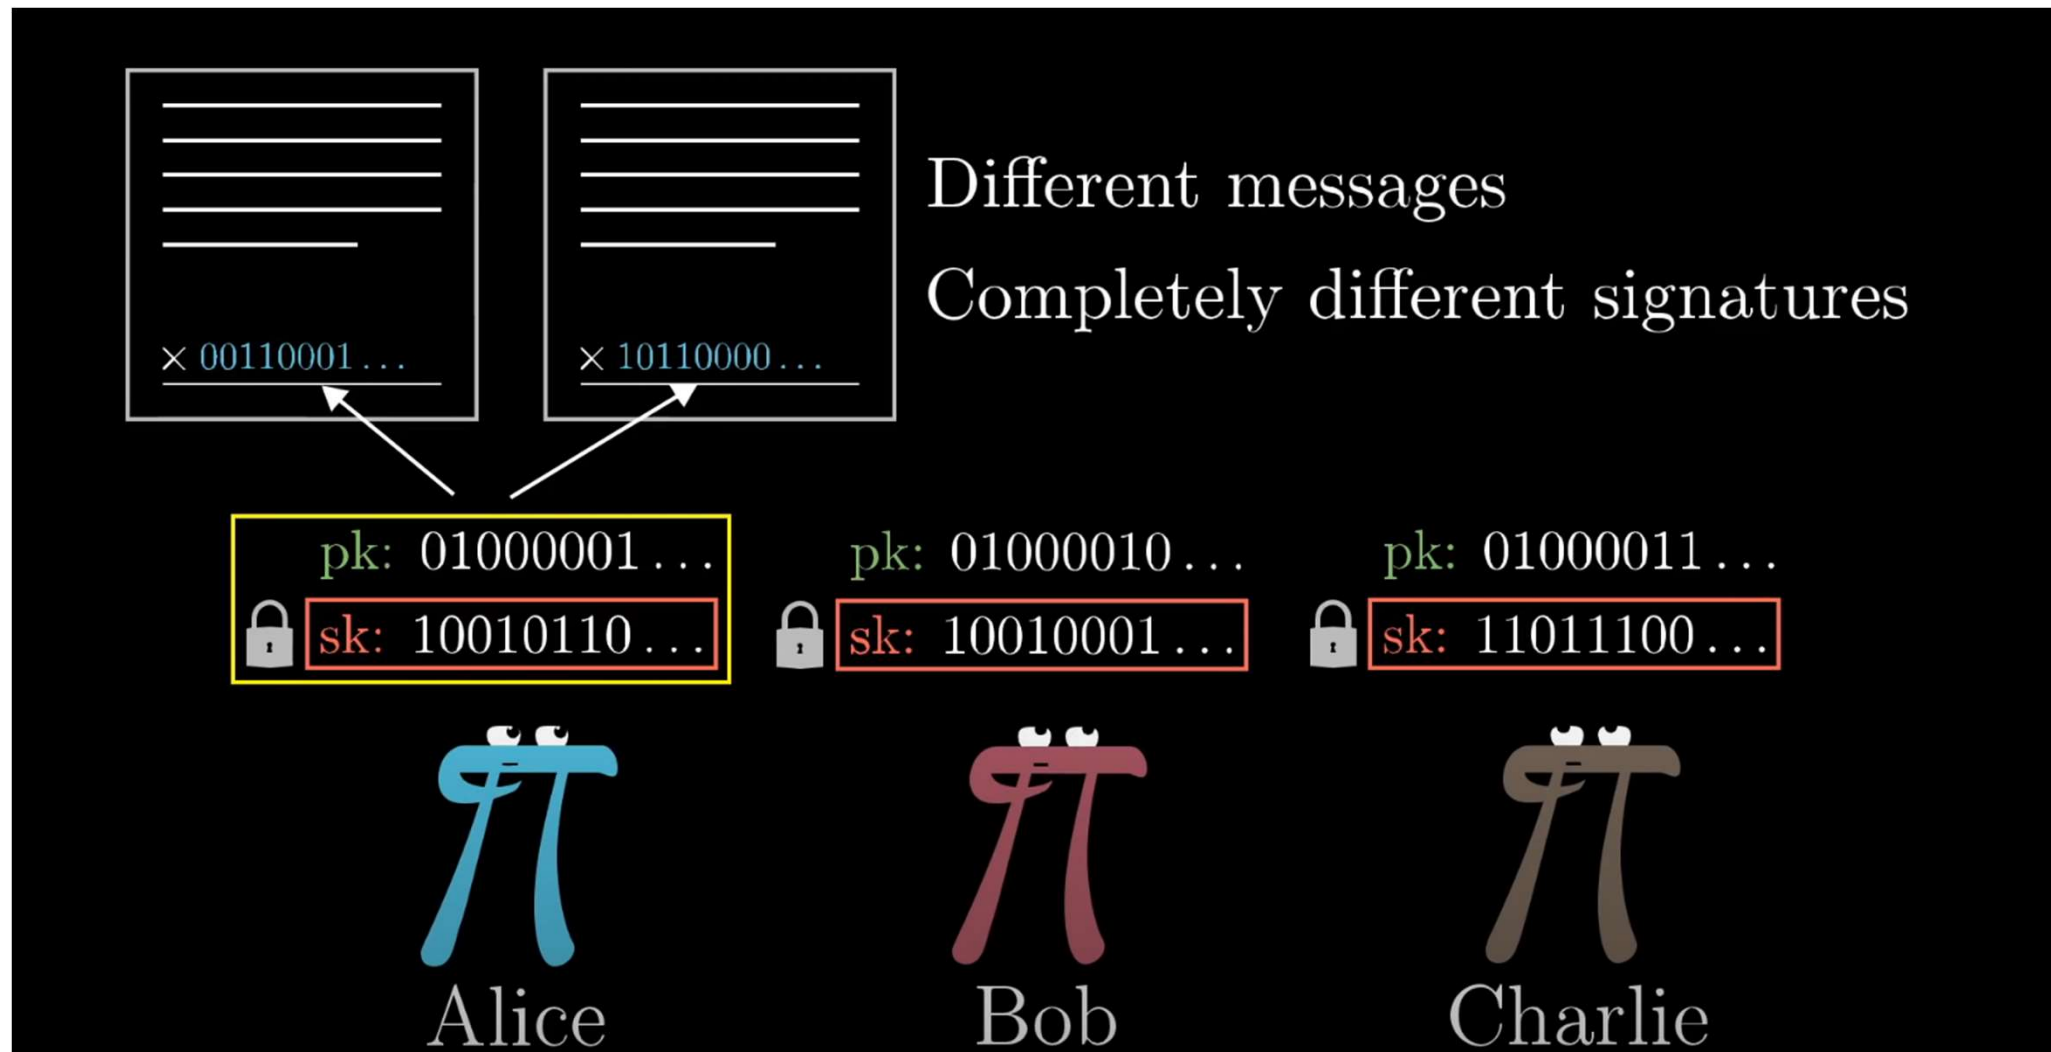 Different messages
Completely different signatures
× 00110001...
× 10110000...
pk: 01000001...
pk: 01000010...
pk: 01000011...
sk: 10010110...
sk: 10010001...
sk: 11011100...
Alice
Bob
Charlie